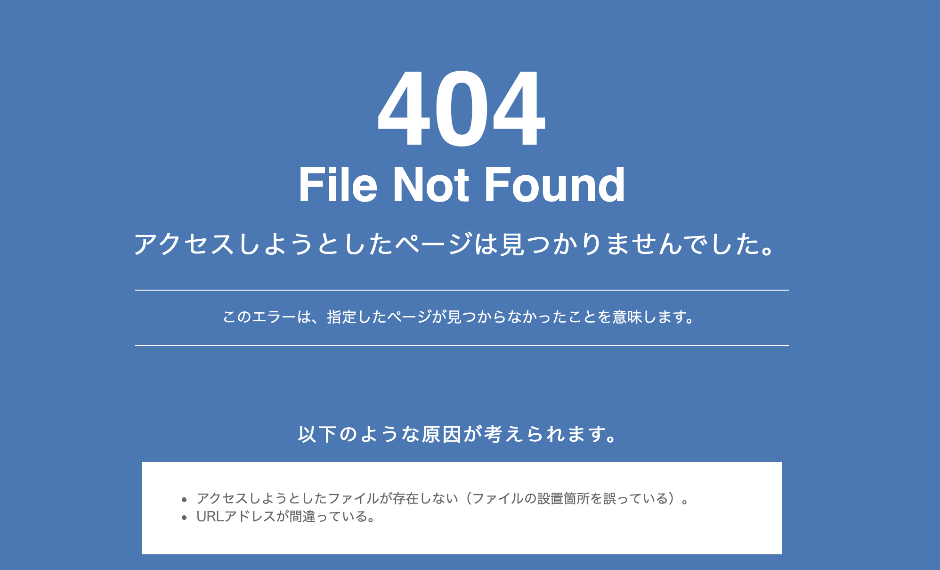 404
File Not Found
アクセスしようとしたページは見つかりませんでした。
このエラーは、指定したページが見つからなかったことを意味します。
以下のような原因が考えられます。
• アクセスしようとしたファイルが存在しない（ファイルの設置箇所を誤っている）。
• URLアドレスが間違っている。